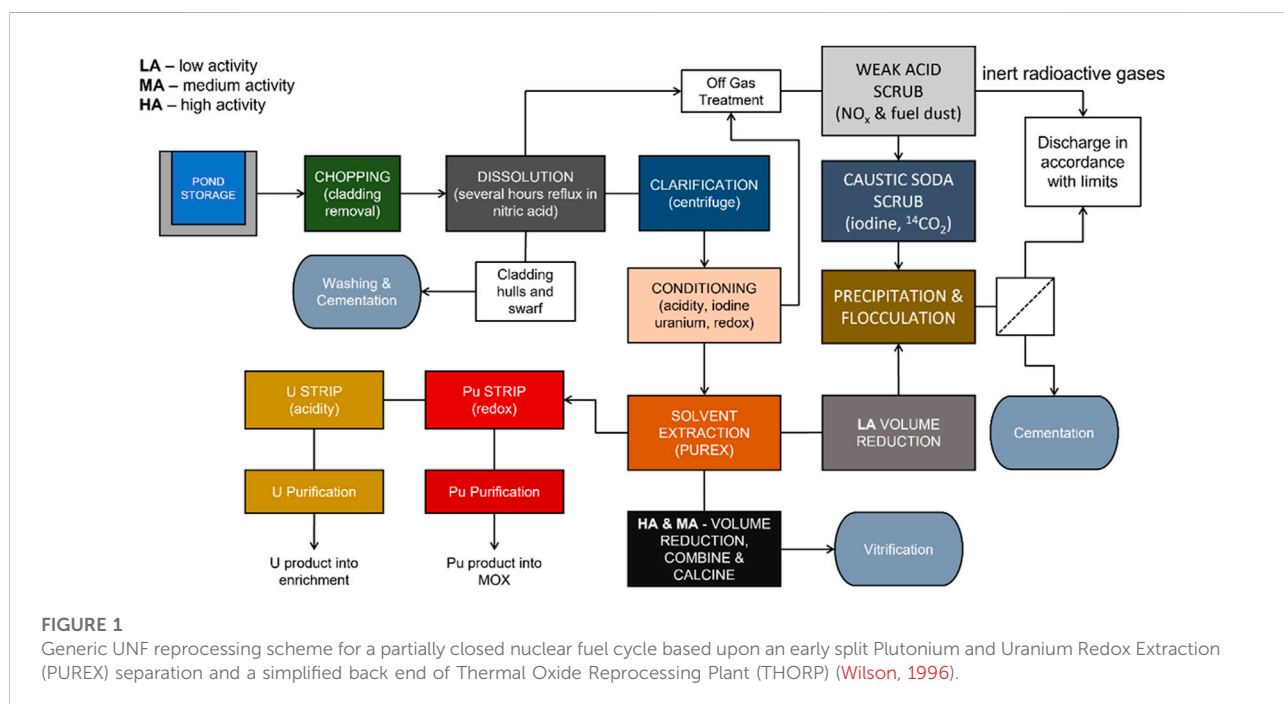 LA – low activity
MA – medium activity
HA – high activity
Off Gas
Treatment
WEAK ACID
SCRUB
(NOₓ & fuel dust)
inert radioactive gases
Discharge in
accordance
with limits
POND
STORAGE
CHOPPING
(cladding
removal)
DISSOLUTION
(several hours reflux in
nitric acid)
CLARIFICATION
(centrifuge)
CAUSTIC SODA
SCRUB
(iodine, ¹⁴CO₂)
Washing &
Cementation
Cladding
hulls and
swarf
CONDITIONING
(acidity, iodine
uranium, redox)
PRECIPITATION &
FLOCCULATION
U STRIP
(acidity)
Pu STRIP
(redox)
SOLVENT
EXTRACTION
(PUREX)
LA VOLUME
REDUCTION
Cementation
U Purification
Pu Purification
HA & MA - VOLUME
REDUCTION,
COMBINE &
CALCINE
Vitrification
U product into
enrichment
Pu product into
MOX
FIGURE 1
Generic UNF reprocessing scheme for a partially closed nuclear fuel cycle based upon an early split Plutonium and Uranium Redox Extraction
(PUREX) separation and a simplified back end of Thermal Oxide Reprocessing Plant (THORP) (Wilson, 1996).